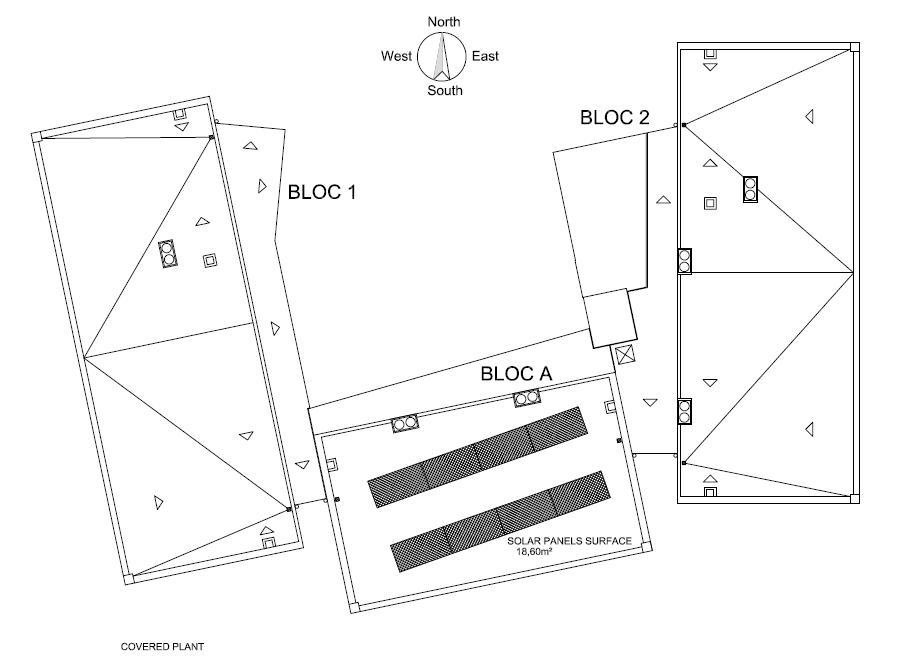 North
West East
South
BLOC 2
BLOC 1
BLOC A
SOLAR PANELS SURFACE
18,60m²
COVERED PLANT